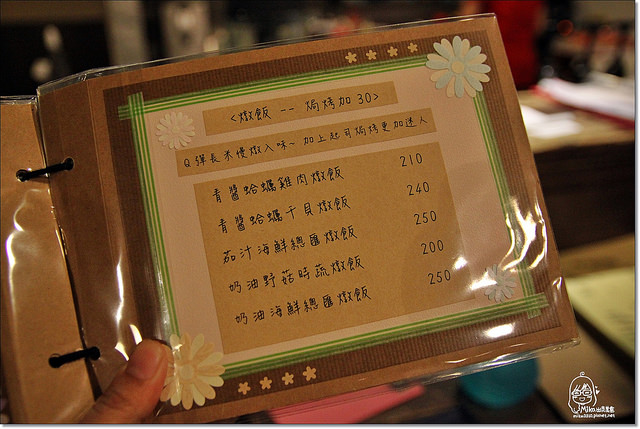 <燉飯 -- 焗烤加30>
Q彈長米慢燉入味~ 加上起司焗烤更加迷人
青醬蛤蠣雞肉燉飯 210
青醬蛤蠣干貝燉飯 240
茄汁海鮮總匯燉飯 250
奶油野菇時蔬燉飯 200
奶油海鮮總匯燉飯 250